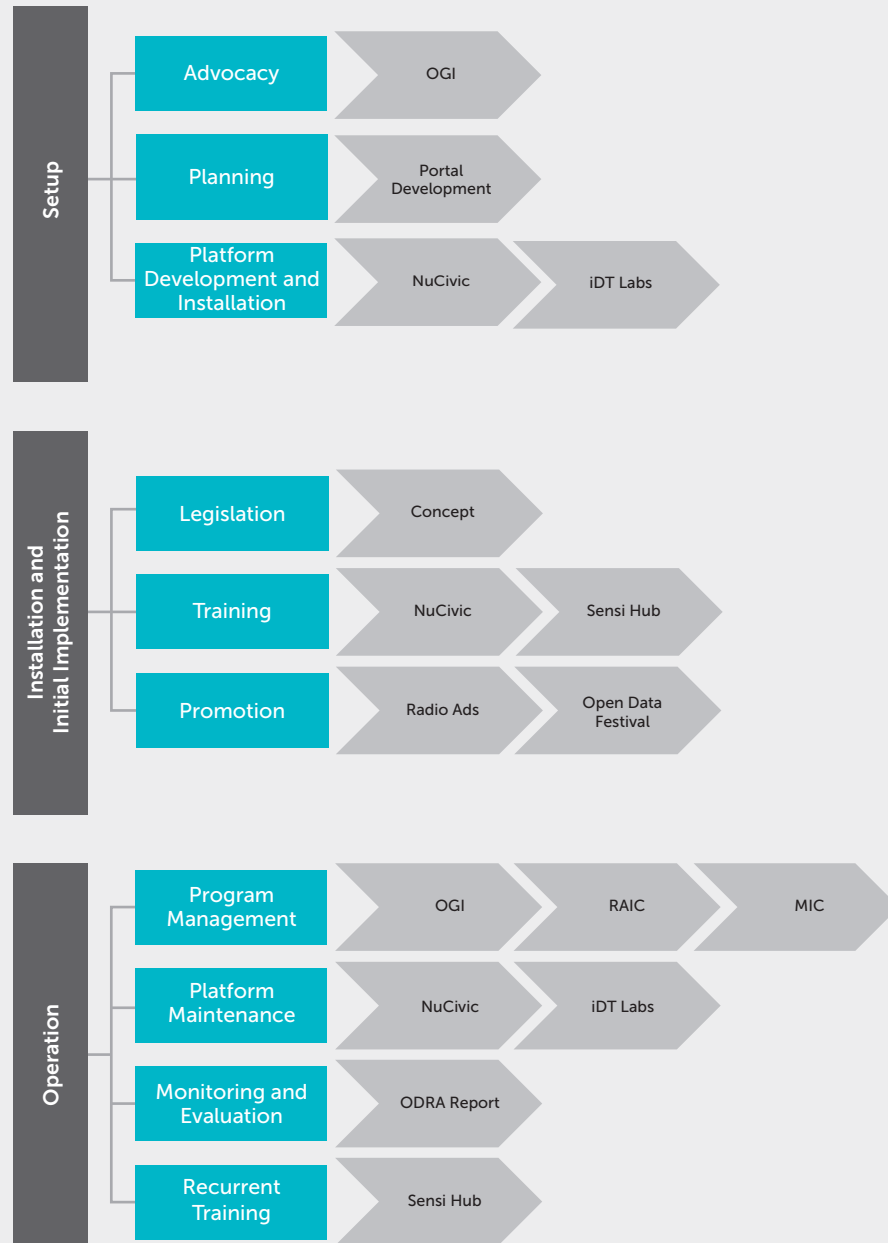 Setup
Advocacy
OGI
Planning
Portal
Development
Platform
Development and
Installation
NuCivic
iDT Labs
Installation and
Initial Implementation
Legislation
Concept
Training
NuCivic
Sensi Hub
Promotion
Radio Ads
Open Data
Festival
Operation
Program
Management
OGI
RAIC
MIC
Platform
Maintenance
NuCivic
iDT Labs
Monitoring and
Evaluation
ODRA Report
Recurrent
Training
Sensi Hub